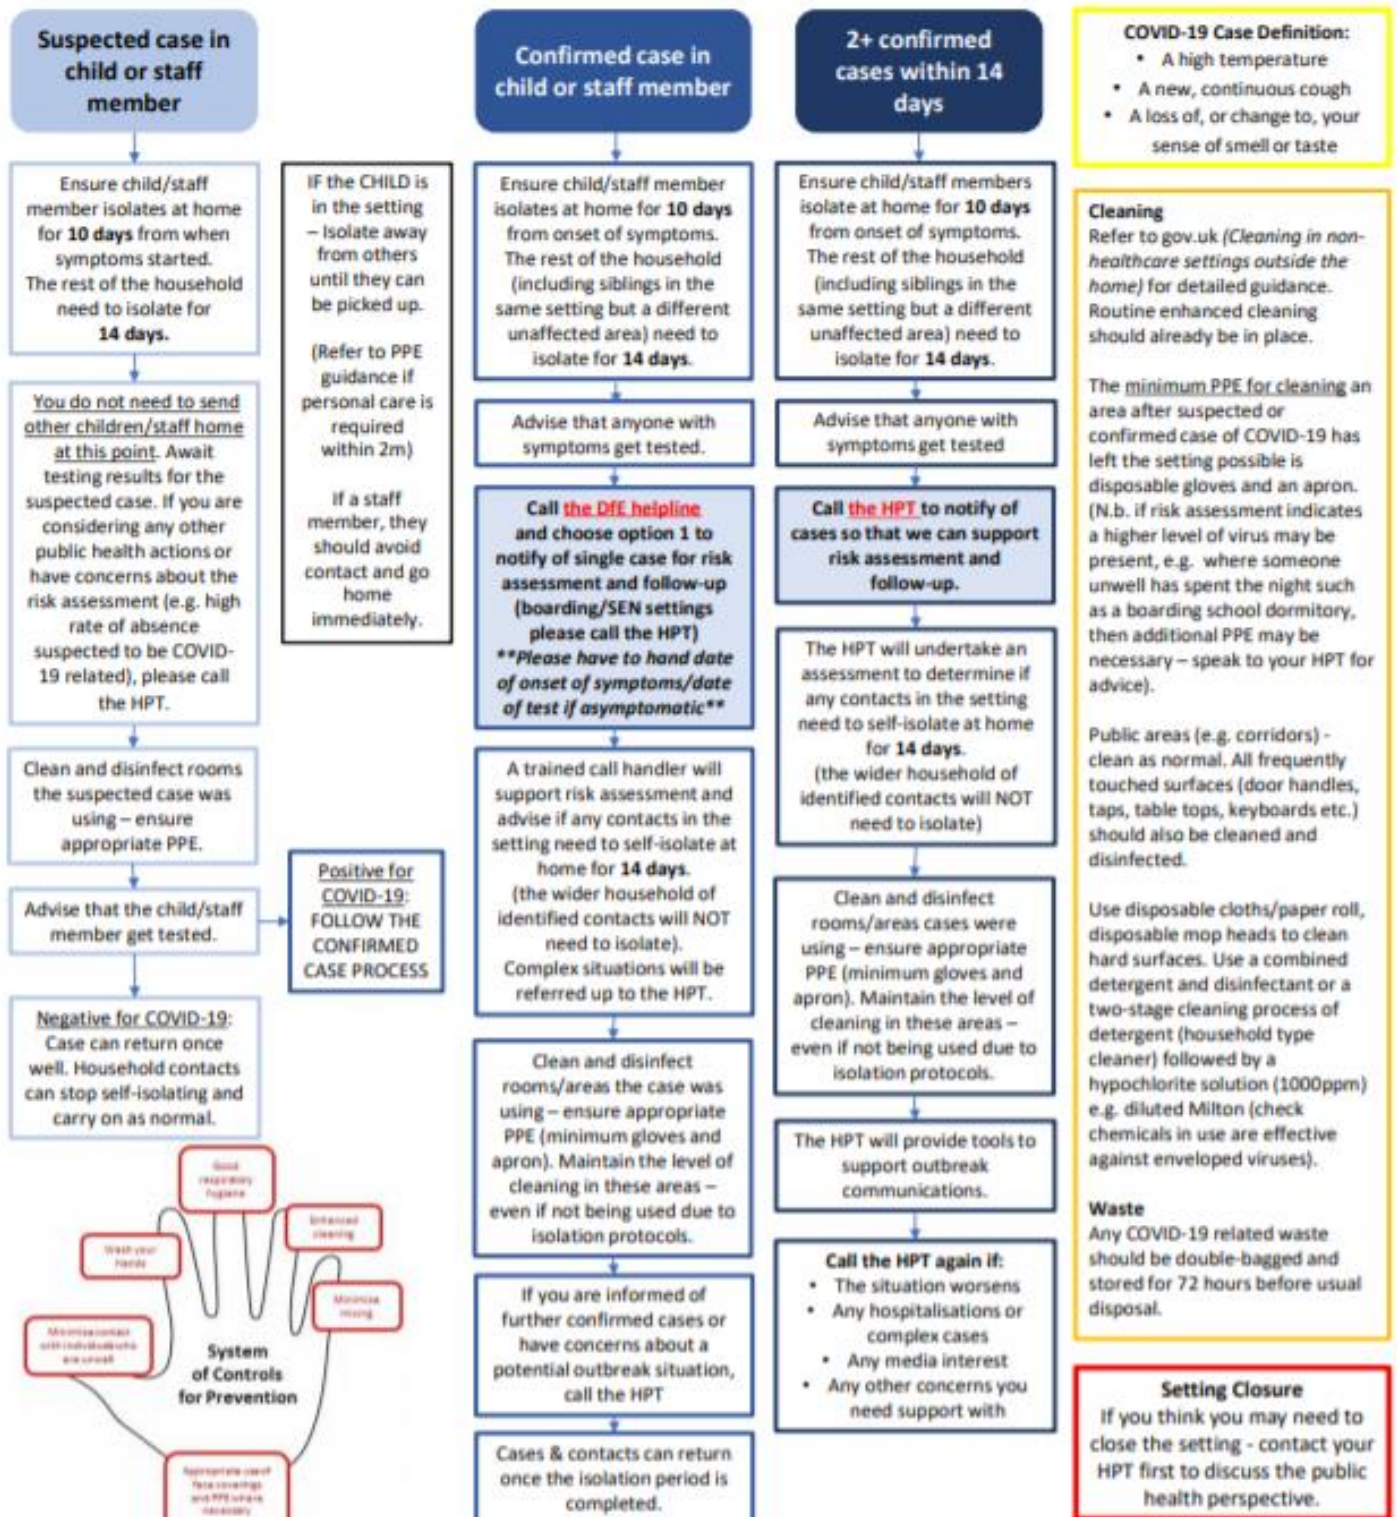 Suspected case in
child or staff
member
Ensure child/staff
member isolates at home
for 10 days from when
symptoms started.
The rest of the household
need to isolate for
14 days.
You do not need to send
other children/staff home
at this point. Await
testing results for the
suspected case. If you are
considering any other
public health actions or
have concerns about the
risk assessment (e.g. high
rate of absence
suspected to be COVID-
19 related), please call
the HPT.
Clean and disinfect rooms
the suspected case was
using – ensure
appropriate PPE.
Advise that the child/staff
member get tested.
Negative for COVID-19:
Case can return once
well. Household contacts
can stop self-isolating and
carry on as normal.
IF the CHILD is
in the setting
– Isolate away
from others
until they can
be picked up.
(Refer to PPE
guidance if
personal care is
required
within 2m)
If a staff
member, they
should avoid
contact and go
home
immediately.
Positive for
COVID-19:
FOLLOW THE
CONFIRMED
CASE PROCESS
Good
respiratory
hygiene
Enhanced
cleaning
Wash your
hands
Minimise
mixing
Minimise contact
with individuals who
are unwell
System
of Controls
for Prevention
Appropriate use of
face coverings
and PPE where
necessary
Confirmed case in
child or staff member
Ensure child/staff member
isolates at home for 10 days
from onset of symptoms.
The rest of the household
(including siblings in the
same setting but a different
unaffected area) need to
isolate for 14 days.
Advise that anyone with
symptoms get tested.
Call the DfE helpline
and choose option 1 to
notify of single case for risk
assessment and follow-up
(boarding/SEN settings
please call the HPT)
**Please have to hand date
of onset of symptoms/date
of test if asymptomatic**
A trained call handler will
support risk assessment and
advise if any contacts in the
setting need to self-isolate at
home for 14 days.
(the wider household of
identified contacts will NOT
need to isolate).
Complex situations will be
referred up to the HPT.
Clean and disinfect
rooms/areas the case was
using – ensure appropriate
PPE (minimum gloves and
apron). Maintain the level of
cleaning in these areas –
even if not being used due to
isolation protocols.
If you are informed of
further confirmed cases or
have concerns about a
potential outbreak situation,
call the HPT
Cases & contacts can return
once the isolation period is
completed.
2+ confirmed
cases within 14
days
Ensure child/staff members
isolate at home for 10 days
from onset of symptoms.
The rest of the household
(including siblings in the
same setting but a different
unaffected area) need to
isolate for 14 days.
Advise that anyone with
symptoms get tested
Call the HPT to notify of
cases so that we can support
risk assessment and
follow-up.
The HPT will undertake an
assessment to determine if
any contacts in the setting
need to self-isolate at home
for 14 days.
(the wider household of
identified contacts will NOT
need to isolate)
Clean and disinfect
rooms/areas cases were
using – ensure appropriate
PPE (minimum gloves and
apron). Maintain the level of
cleaning in these areas –
even if not being used due to
isolation protocols.
The HPT will provide tools to
support outbreak
communications.
Call the HPT again if:
• The situation worsens
• Any hospitalisations or
complex cases
• Any media interest
• Any other concerns you
need support with
COVID-19 Case Definition:
• A high temperature
• A new, continuous cough
• A loss of, or change to, your
sense of smell or taste
Cleaning
Refer to gov.uk (Cleaning in non-
healthcare settings outside the
home) for detailed guidance.
Routine enhanced cleaning
should already be in place.
The minimum PPE for cleaning an
area after suspected or
confirmed case of COVID-19 has
left the setting possible is
disposable gloves and an apron.
(N.b. if risk assessment indicates
a higher level of virus may be
present, e.g. where someone
unwell has spent the night such
as a boarding school dormitory,
then additional PPE may be
necessary – speak to your HPT for
advice).
Public areas (e.g. corridors) -
clean as normal. All frequently
touched surfaces (door handles,
taps, table tops, keyboards etc.)
should also be cleaned and
disinfected.
Use disposable cloths/paper roll,
disposable mop heads to clean
hard surfaces. Use a combined
detergent and disinfectant or a
two-stage cleaning process of
detergent (household type
cleaner) followed by a
hypochlorite solution (1000ppm)
e.g. diluted Milton (check
chemicals in use are effective
against enveloped viruses).
Waste
Any COVID-19 related waste
should be double-bagged and
stored for 72 hours before usual
disposal.
Setting Closure
If you think you may need to
close the setting - contact your
HPT first to discuss the public
health perspective.